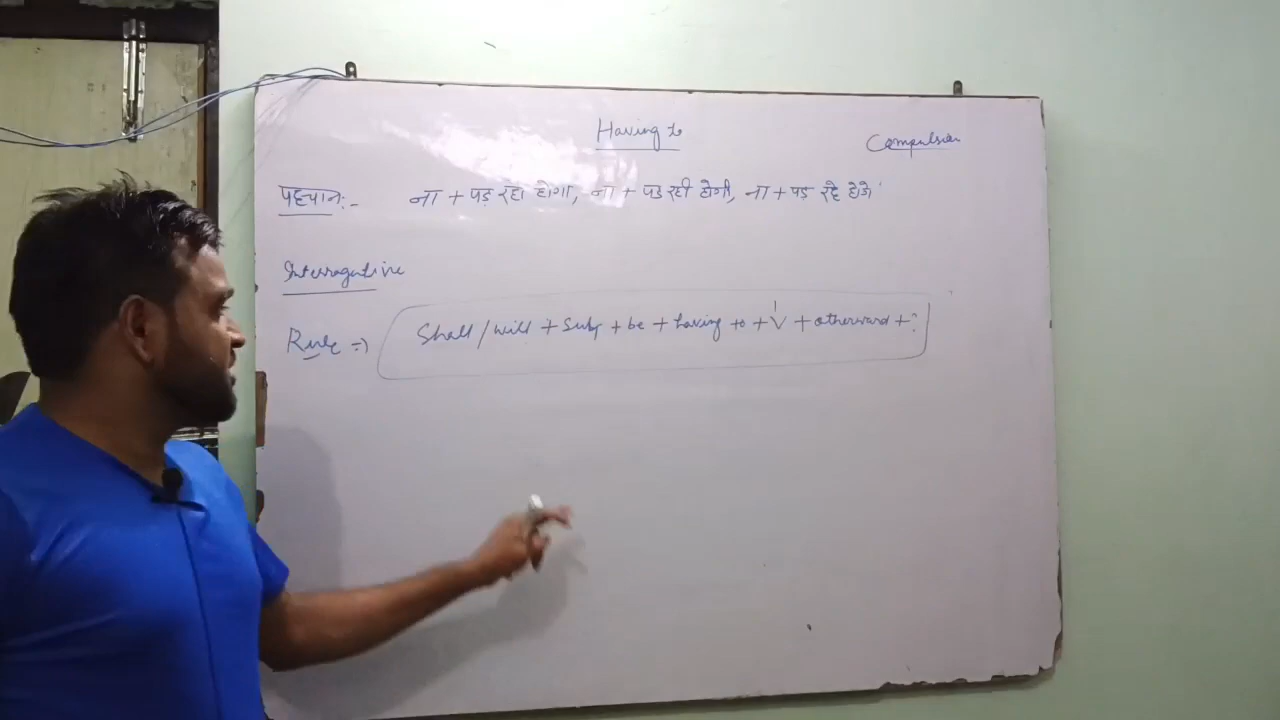 Having to
Compulsion
पहचान:-
ना + पड़ रहा होगा, ना + पड़ रही होगी, ना + पड़ रहे होंगे
Interrogative
Rule => Shall / Will + Subj + be + having to + V1 + otherword + ?